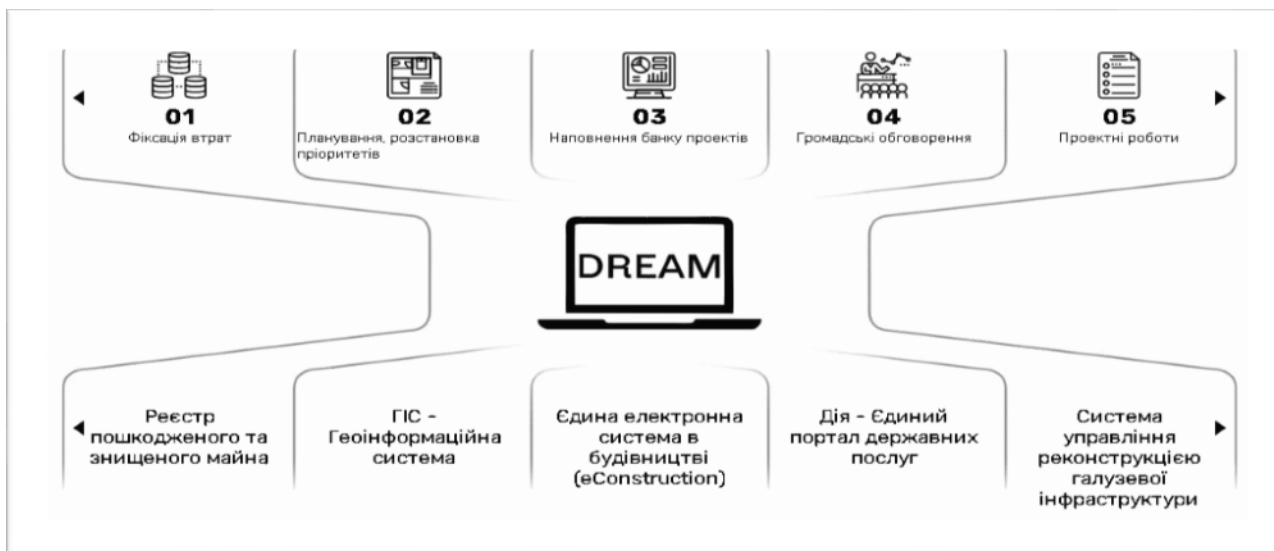 01
Фіксація втрат
02
Планування, розстановка
пріоритетів
03
Наповнення банку проектів
04
Громадські обговорення
05
Проектні роботи
DREAM
Реєстр
пошкодженого та
знищеного майна
ГІС -
Геоінформаційна
система
Єдина електронна
система в
будівництві
(eConstruction)
Дія - Єдиний
портал державних
послуг
Система
управління
реконструкцією
галузевої
інфраструктури